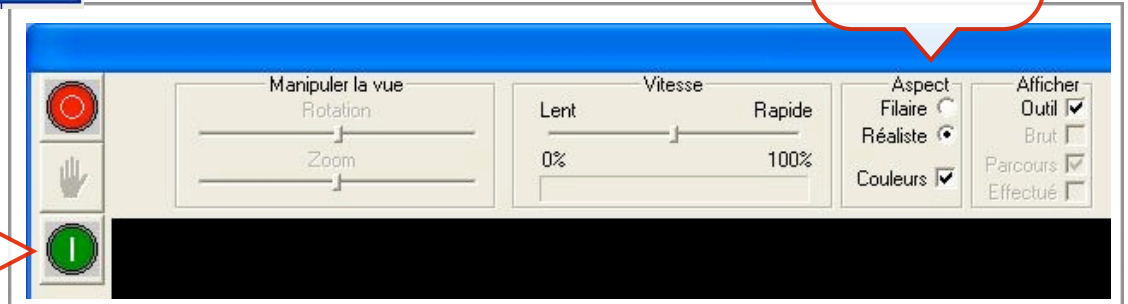 Manipuler la vue
Rotation
Zoom
Vitesse
Lent Rapide
0% 100%
Aspect
Filaire
Réaliste
Couleurs
Afficher
Outil
Brut
Parcours
Effectué